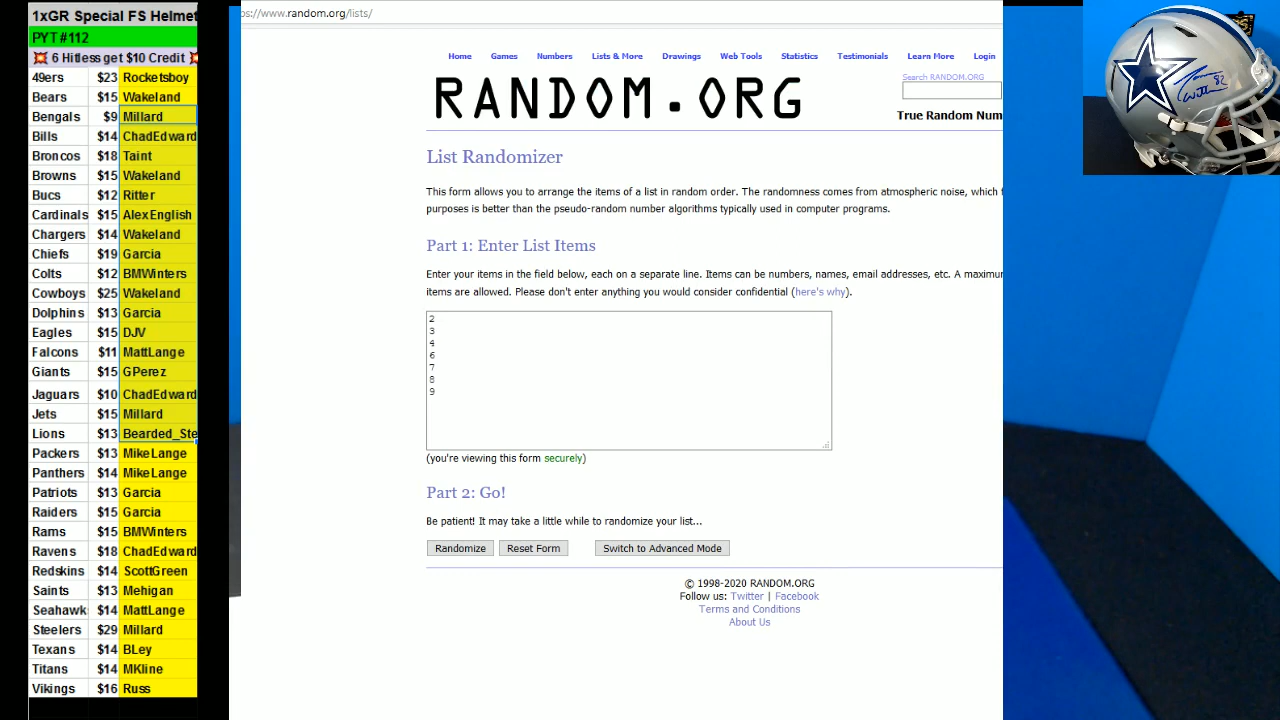 1xGR Special FS Helmet
PYT #112
💥 6 Hitless get $10 Credit 💥
49ers $23 Rocketsboy
Bears $15 Wakeland
Bengals $9 Millard
Bills $14 ChadEdward
Broncos $18 Taint
Browns $15 Wakeland
Bucs $12 Ritter
Cardinals $15 AlexEnglish
Chargers $14 Wakeland
Chiefs $19 Garcia
Colts $12 BMWinters
Cowboys $25 Wakeland
Dolphins $13 Garcia
Eagles $15 DJV
Falcons $11 MattLange
Giants $15 GPerez
Jaguars $10 ChadEdward
Jets $15 Millard
Lions $13 Bearded_Ste
Packers $13 MikeLange
Panthers $14 MikeLange
Patriots $13 Garcia
Raiders $15 Garcia
Rams $15 BMWinters
Ravens $18 ChadEdward
Redskins $14 ScottGreen
Saints $13 Mehigan
Seahawk $14 MattLange
Steelers $29 Millard
Texans $14 BLey
Titans $14 MKline
Vikings $16 Russ
ps://www.random.org/lists/
Home Games Numbers Lists & More Drawings Web Tools Statistics Testimonials Learn More Login
RANDOM.ORG
Search RANDOM.ORG
True Random Num
List Randomizer
This form allows you to arrange the items of a list in random order. The randomness comes from atmospheric noise, which f
purposes is better than the pseudo-random number algorithms typically used in computer programs.
Part 1: Enter List Items
Enter your items in the field below, each on a separate line. Items can be numbers, names, email addresses, etc. A maximu
items are allowed. Please don't enter anything you would consider confidential (here's why).
2
3
4
6
7
8
9
(you're viewing this form securely)
Part 2: Go!
Be patient! It may take a little while to randomize your list...
Randomize Reset Form Switch to Advanced Mode
© 1998-2020 RANDOM.ORG
Follow us: Twitter | Facebook
Terms and Conditions
About Us
82